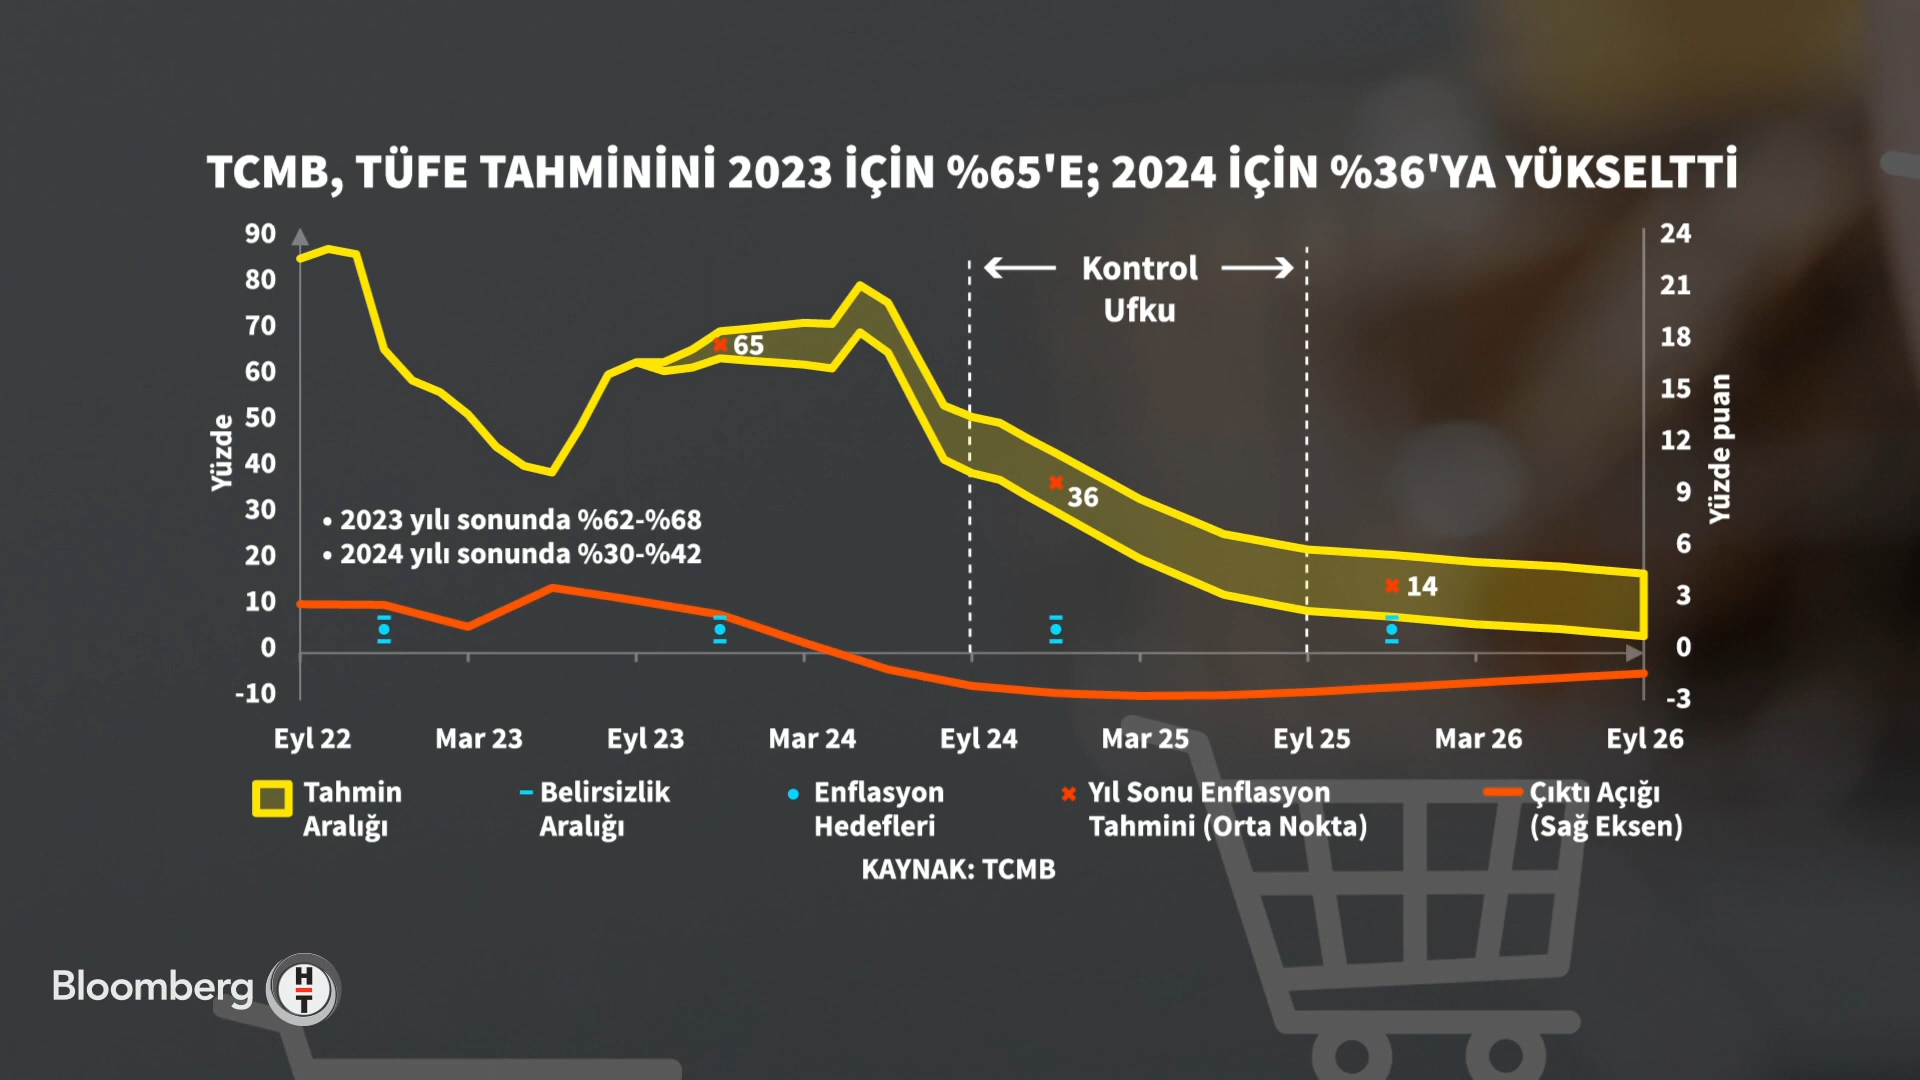 TCMB, TÜFE TAHMİNİNİ 2023 İÇİN %65'E; 2024 İÇİN %36'YA YÜKSELTTİ
90
80
70
60
50
40
30
20
10
0
-10
Yüzde
24
21
18
15
12
9
6
3
0
-3
Yüzde puan
Kontrol
Ufku
65
36
14
• 2023 yılı sonunda %62-%68
• 2024 yılı sonunda %30-%42
Eyl 22 Mar 23 Eyl 23 Mar 24 Eyl 24 Mar 25 Eyl 25 Mar 26 Eyl 26
Tahmin
Aralığı
Belirsizlik
Aralığı
Enflasyon
Hedefleri
Yıl Sonu Enflasyon
Tahmini (Orta Nokta)
Çıktı Açığı
(Sağ Eksen)
KAYNAK: TCMB
Bloomberg HT